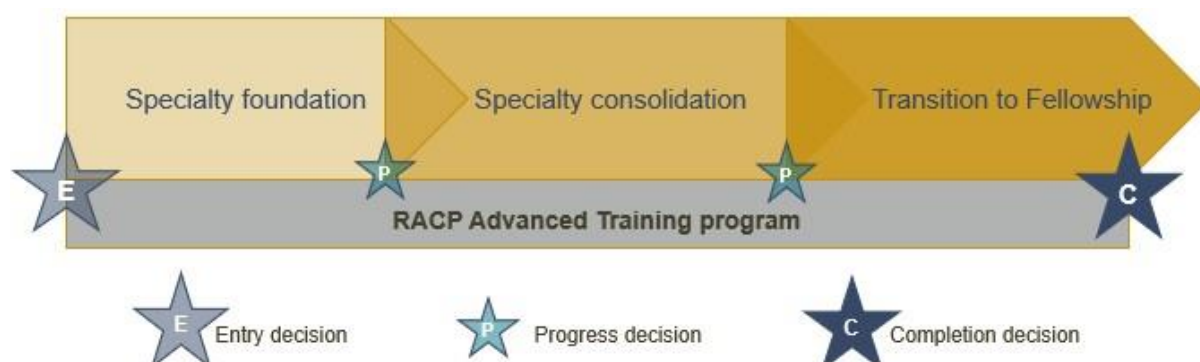 Specialty foundation
Specialty consolidation
Transition to Fellowship
E
P
P
C
RACP Advanced Training program
E Entry decision
P Progress decision
C Completion decision